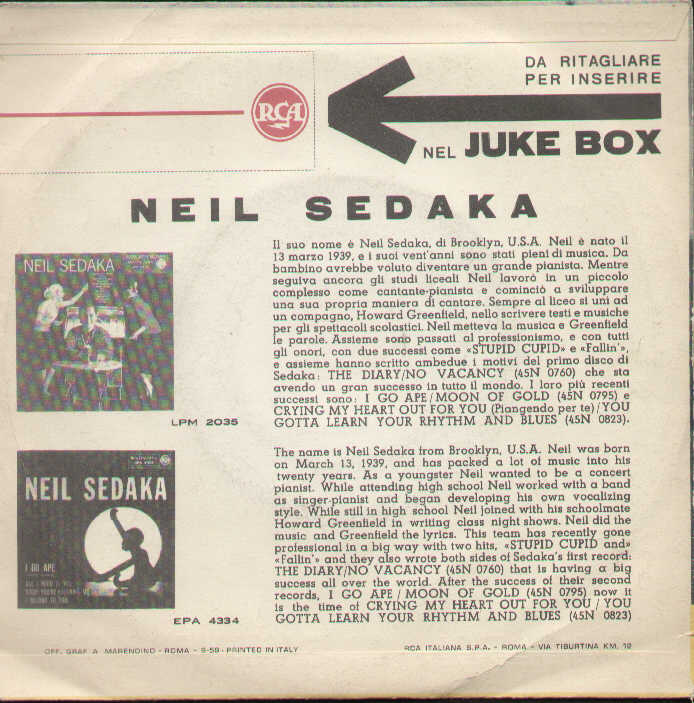 DA RITAGLIARE
PER INSERIRE
RCA
NEL JUKE BOX
NEIL SEDAKA
NEIL SEDAKA
LPM 2035
Il suo nome è Neil Sedaka, di Brooklyn, U.S.A. Neil è nato il
13 marzo 1939, e i suoi vent'anni sono stati pieni di musica. Da
bambino avrebbe voluto diventare un grande pianista. Mentre
seguiva ancora gli studi liceali Neil lavorò in un piccolo
complesso come cantante-pianista e cominciò a sviluppare
una sua propria maniera di cantare. Sempre al liceo si unì ad
un compagno, Howard Greenfield, nello scrivere testi e musiche
per gli spettacoli scolastici. Neil metteva la musica e Greenfield
le parole. Assieme sono passati al professionismo, e con tutti
gli onori, con due successi come «STUPID CUPID» e «Fallin'»,
e assieme hanno scritto ambedue i motivi del primo disco di
Sedaka: THE DIARY/NO VACANCY (45N 0760) che sta
avendo un gran successo in tutto il mondo. I loro più recenti
successi sono: I GO APE/MOON OF GOLD (45N 0795) e
CRYING MY HEART OUT FOR YOU (Piangendo per te)/YOU
GOTTA LEARN YOUR RHYTHM AND BLUES (45N 0823).
NEIL SEDAKA
I GO APE
EPA 4334
The name is Neil Sedaka from Brooklyn, U.S.A. Neil was born
on March 13, 1939, and has packed a lot of music into his
twenty years. As a youngster Neil wanted to be a concert
pianist. While attending high school Neil worked with a band
as singer-pianist and began developing his own vocalizing
style. While still in high school Neil joined with his schoolmate
Howard Greenfield in writing class night shows. Neil did the
music and Greenfield the lyrics. This team has recently gone
professional in a big way with two hits, «STUPID CUPID and»
«Fallin'» and they also wrote both sides of Sedaka's first record:
THE DIARY/NO VACANCY (45N 0760) that is having a big
success all over the world. After the success of their second
records, I GO APE / MOON OF GOLD (45N 0795) now it
is the time of CRYING MY HEART OUT FOR YOU / YOU
GOTTA LEARN YOUR RHYTHM AND BLUES (45N 0823)
OFF. GRAF. A. MARENDINO - ROMA - 9-59 - PRINTED IN ITALY
RCA ITALIANA S.P.A. - ROMA - VIA TIBURTINA KM. 12